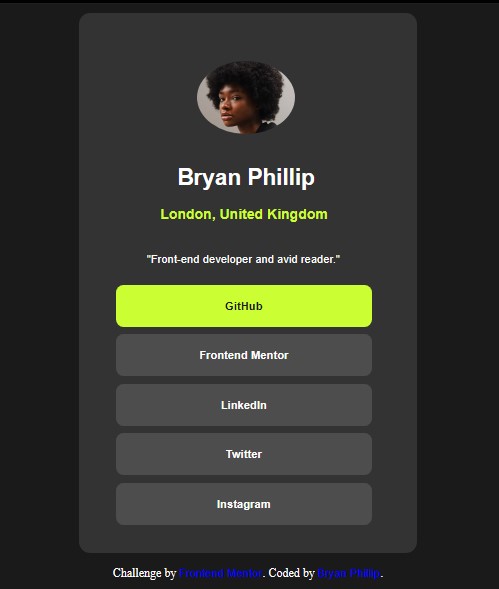 Bryan Phillip
London, United Kingdom
"Front-end developer and avid reader."
GitHub
Frontend Mentor
LinkedIn
Twitter
Instagram
Challenge by Frontend Mentor. Coded by Bryan Phillip.